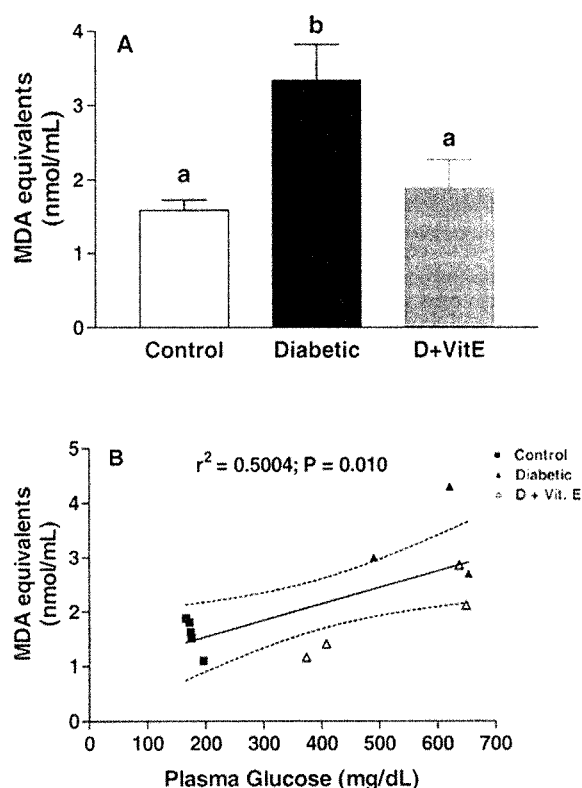 A
MDA equivalents
(nmol/mL)
4
3
2
1
0
a
b
a
Control
Diabetic
D+VitE
B
r² = 0.5004; P = 0.010
Control
Diabetic
D + Vit. E
MDA equivalents
(nmol/mL)
5
4
3
2
1
0
0 100 200 300 400 500 600 700
Plasma Glucose (mg/dL)